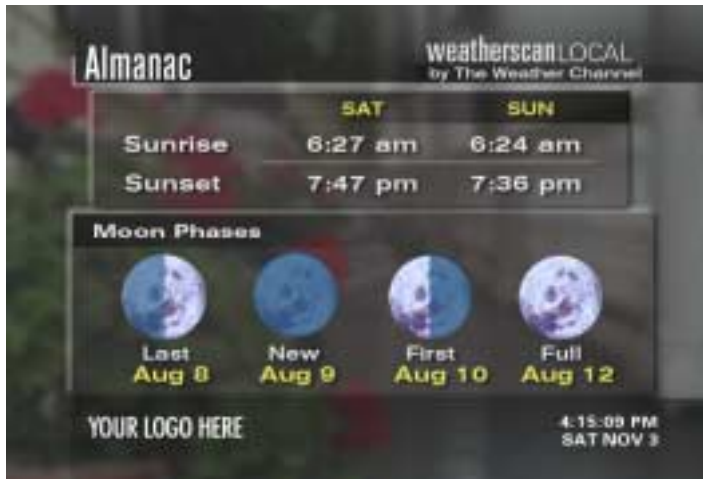 Almanac
weatherscan LOCAL
by The Weather Channel
SAT SUN
Sunrise 6:27 am 6:24 am
Sunset 7:47 pm 7:36 pm
Moon Phases
Last New First Full
Aug 8 Aug 9 Aug 10 Aug 12
YOUR LOGO HERE
4:15:09 PM
SAT NOV 3